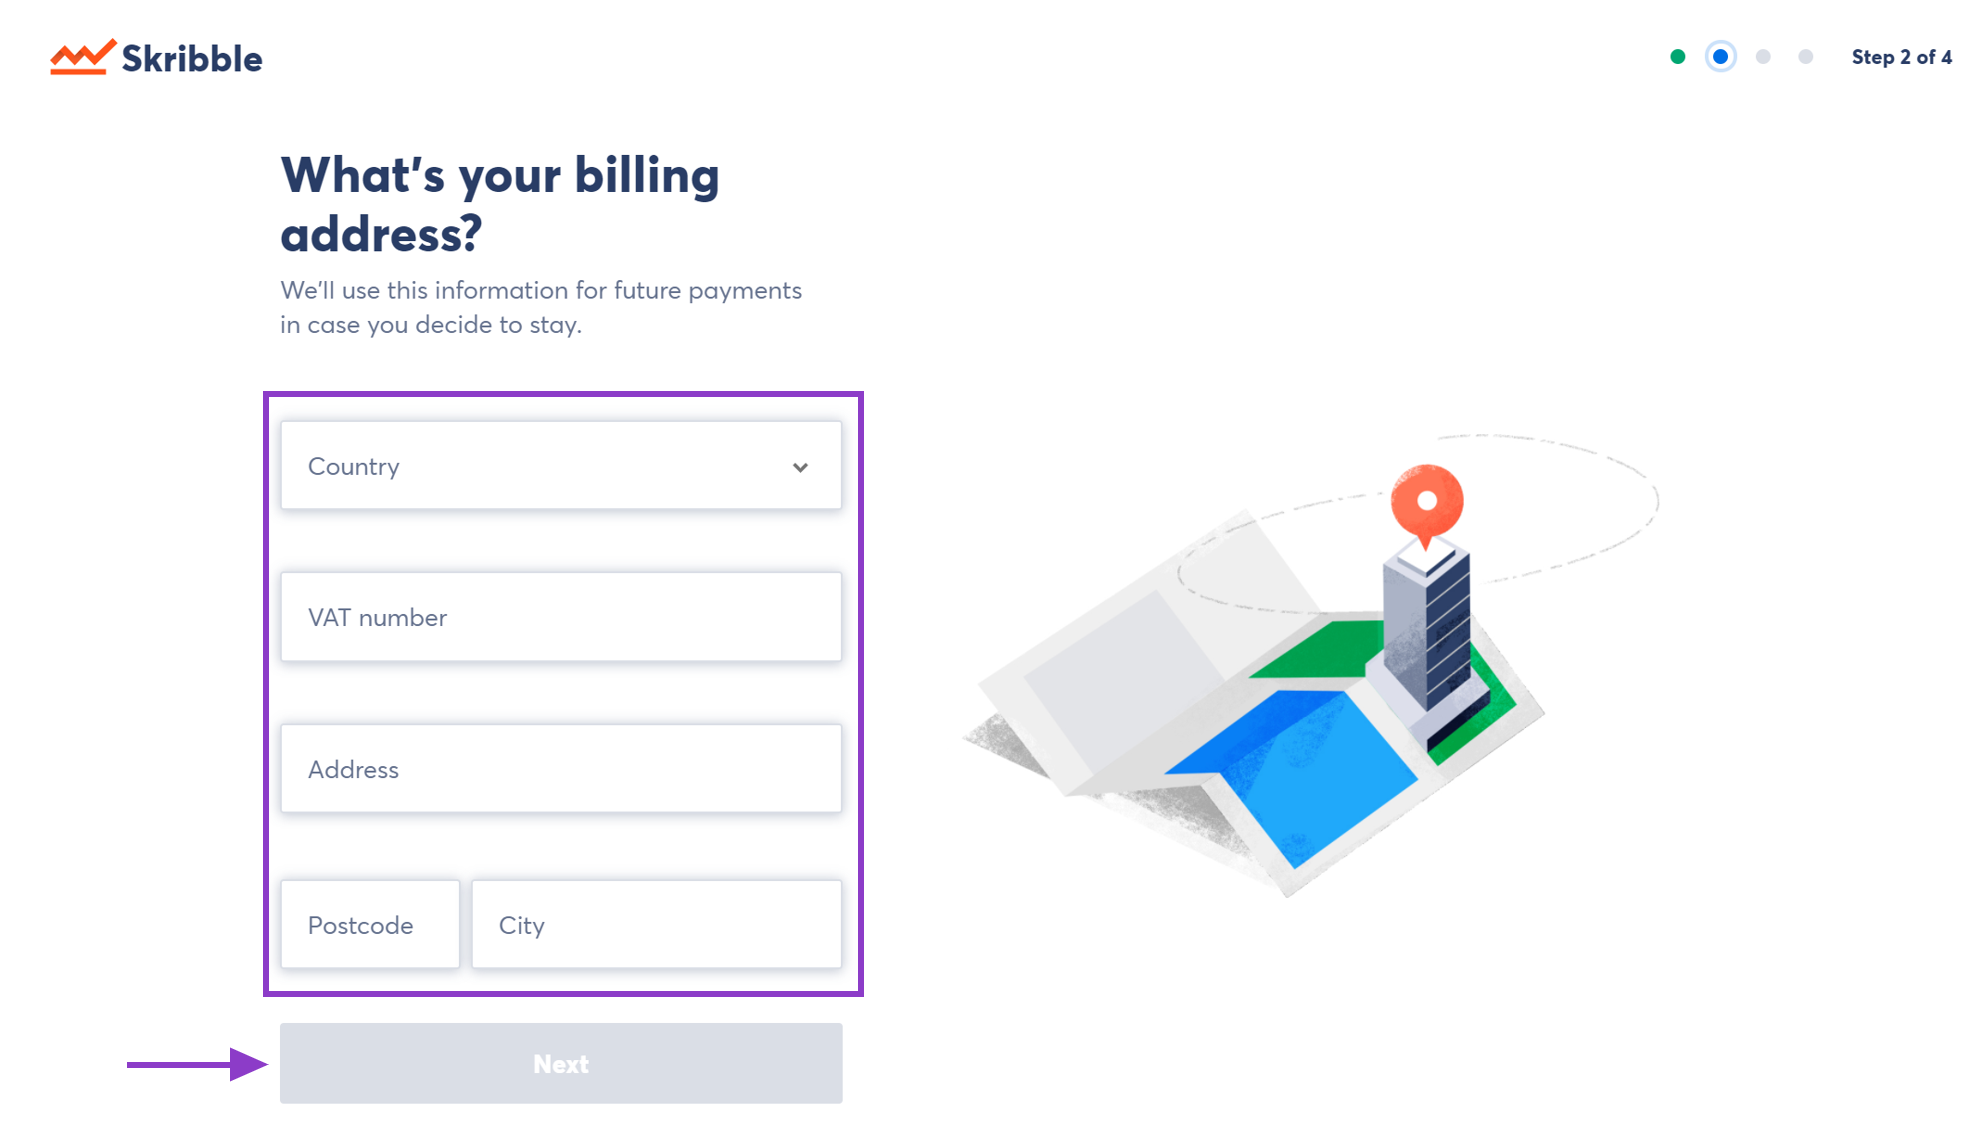 Skribble
Step 2 of 4
What's your billing
address?
We'll use this information for future payments
in case you decide to stay.
Country
VAT number
Address
Postcode
City
Next